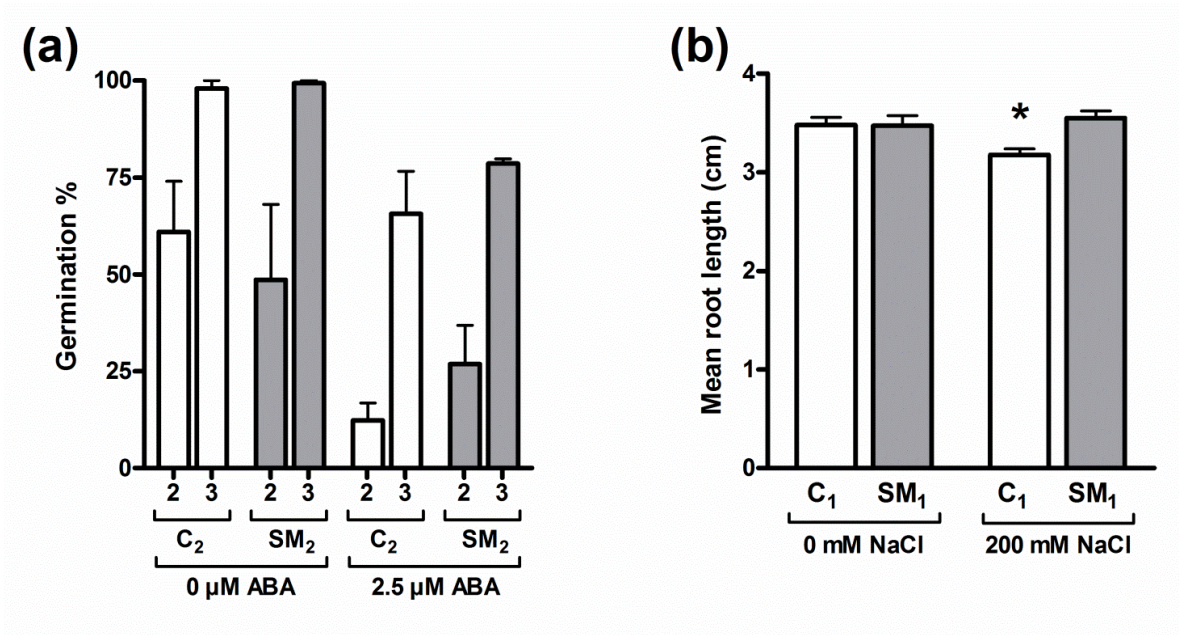 (a)
Germination %
100
75
50
25
0
2 3 2 3 2 3 2 3
C₂ SM₂ C₂ SM₂
0 µM ABA 2.5 µM ABA
(b)
Mean root length (cm)
4
3
2
1
0
*
C₁ SM₁ C₁ SM₁
0 mM NaCl 200 mM NaCl